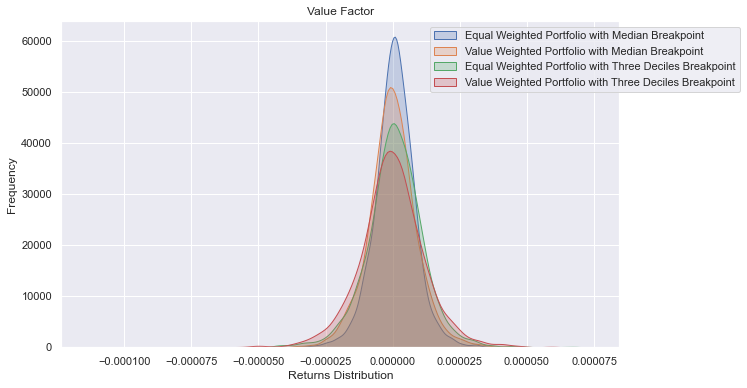 Value Factor
Equal Weighted Portfolio with Median Breakpoint
Value Weighted Portfolio with Median Breakpoint
Equal Weighted Portfolio with Three Deciles Breakpoint
Value Weighted Portfolio with Three Deciles Breakpoint
60000
50000
40000
30000
20000
10000
0
Frequency
−0.000100 −0.000075 −0.000050 −0.000025 0.000000 0.000025 0.000050 0.000075
Returns Distribution